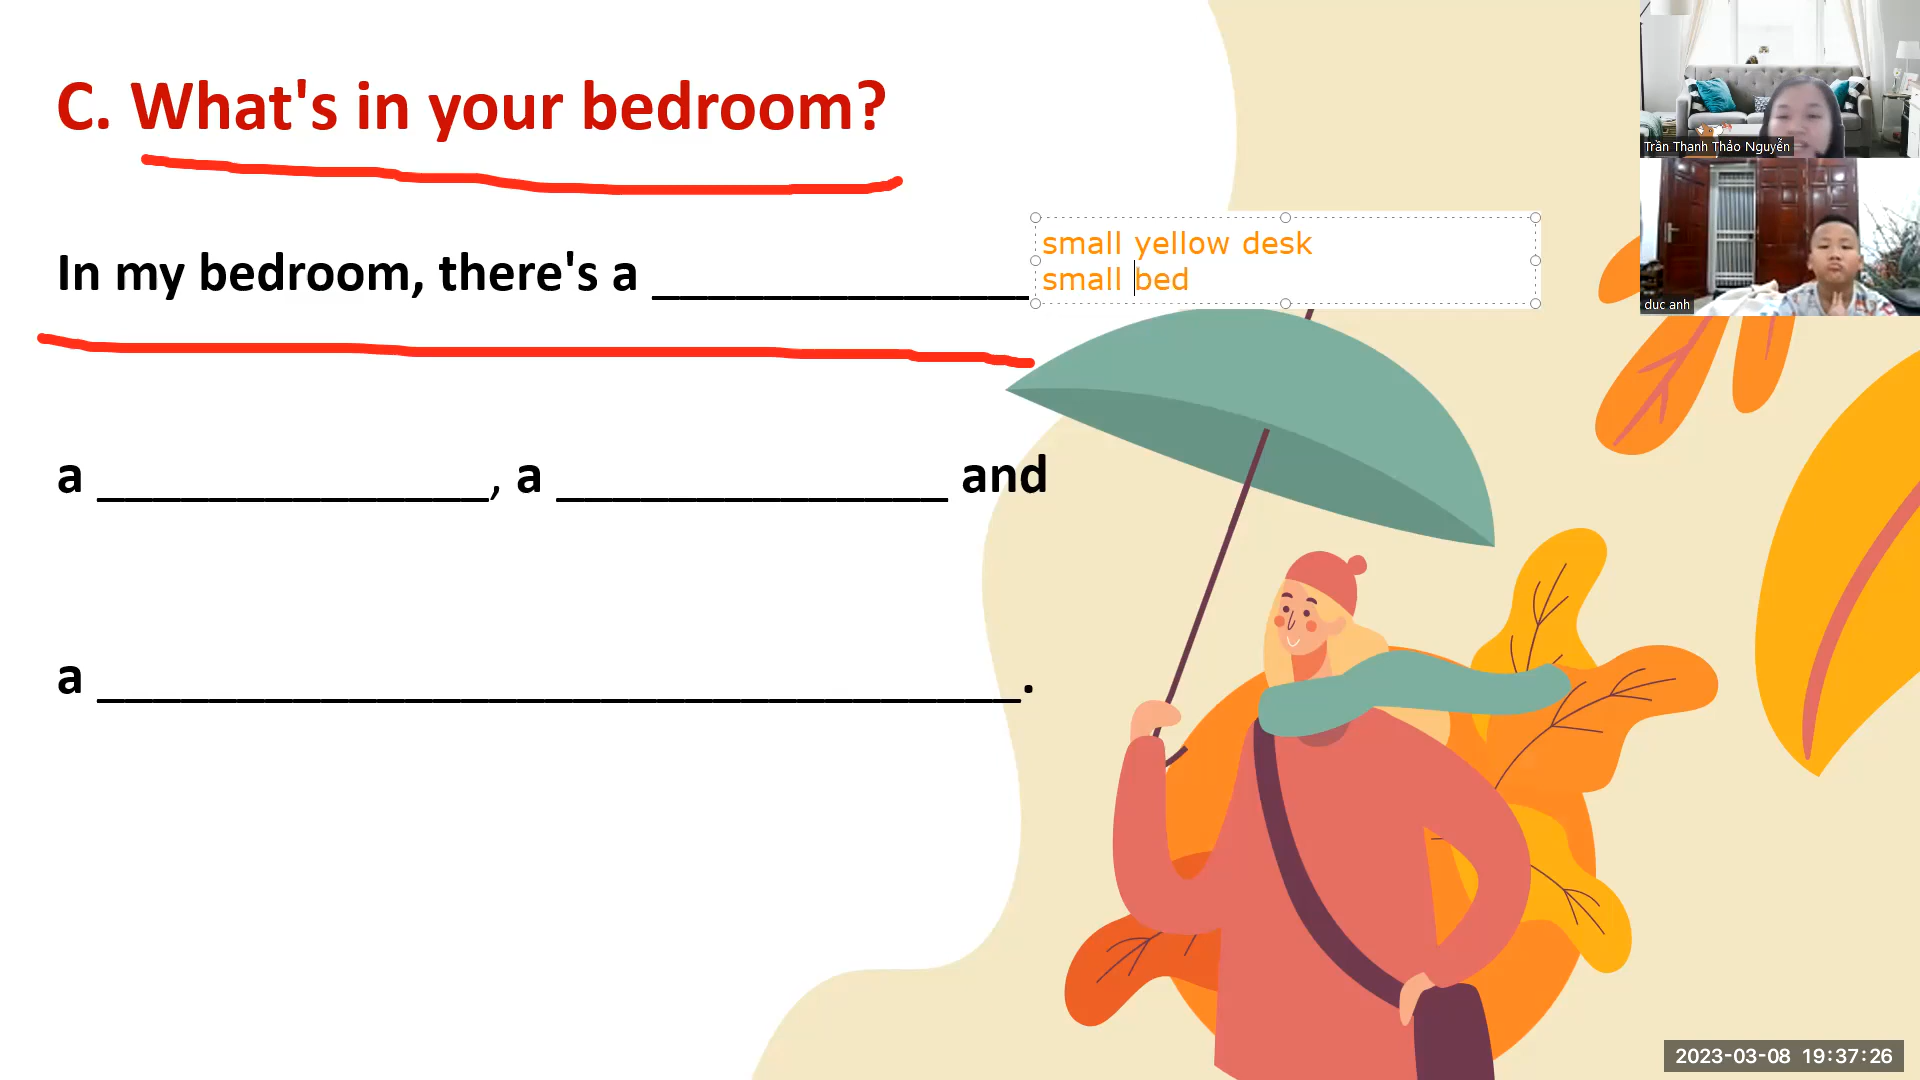 C. What's in your bedroom?
In my bedroom, there's a ______________
small yellow desk
small bed
a ______________, a ______________ and
a _________________________________.
Trần Thanh Thảo Nguyễn
duc anh
2023-03-08 19:37:26